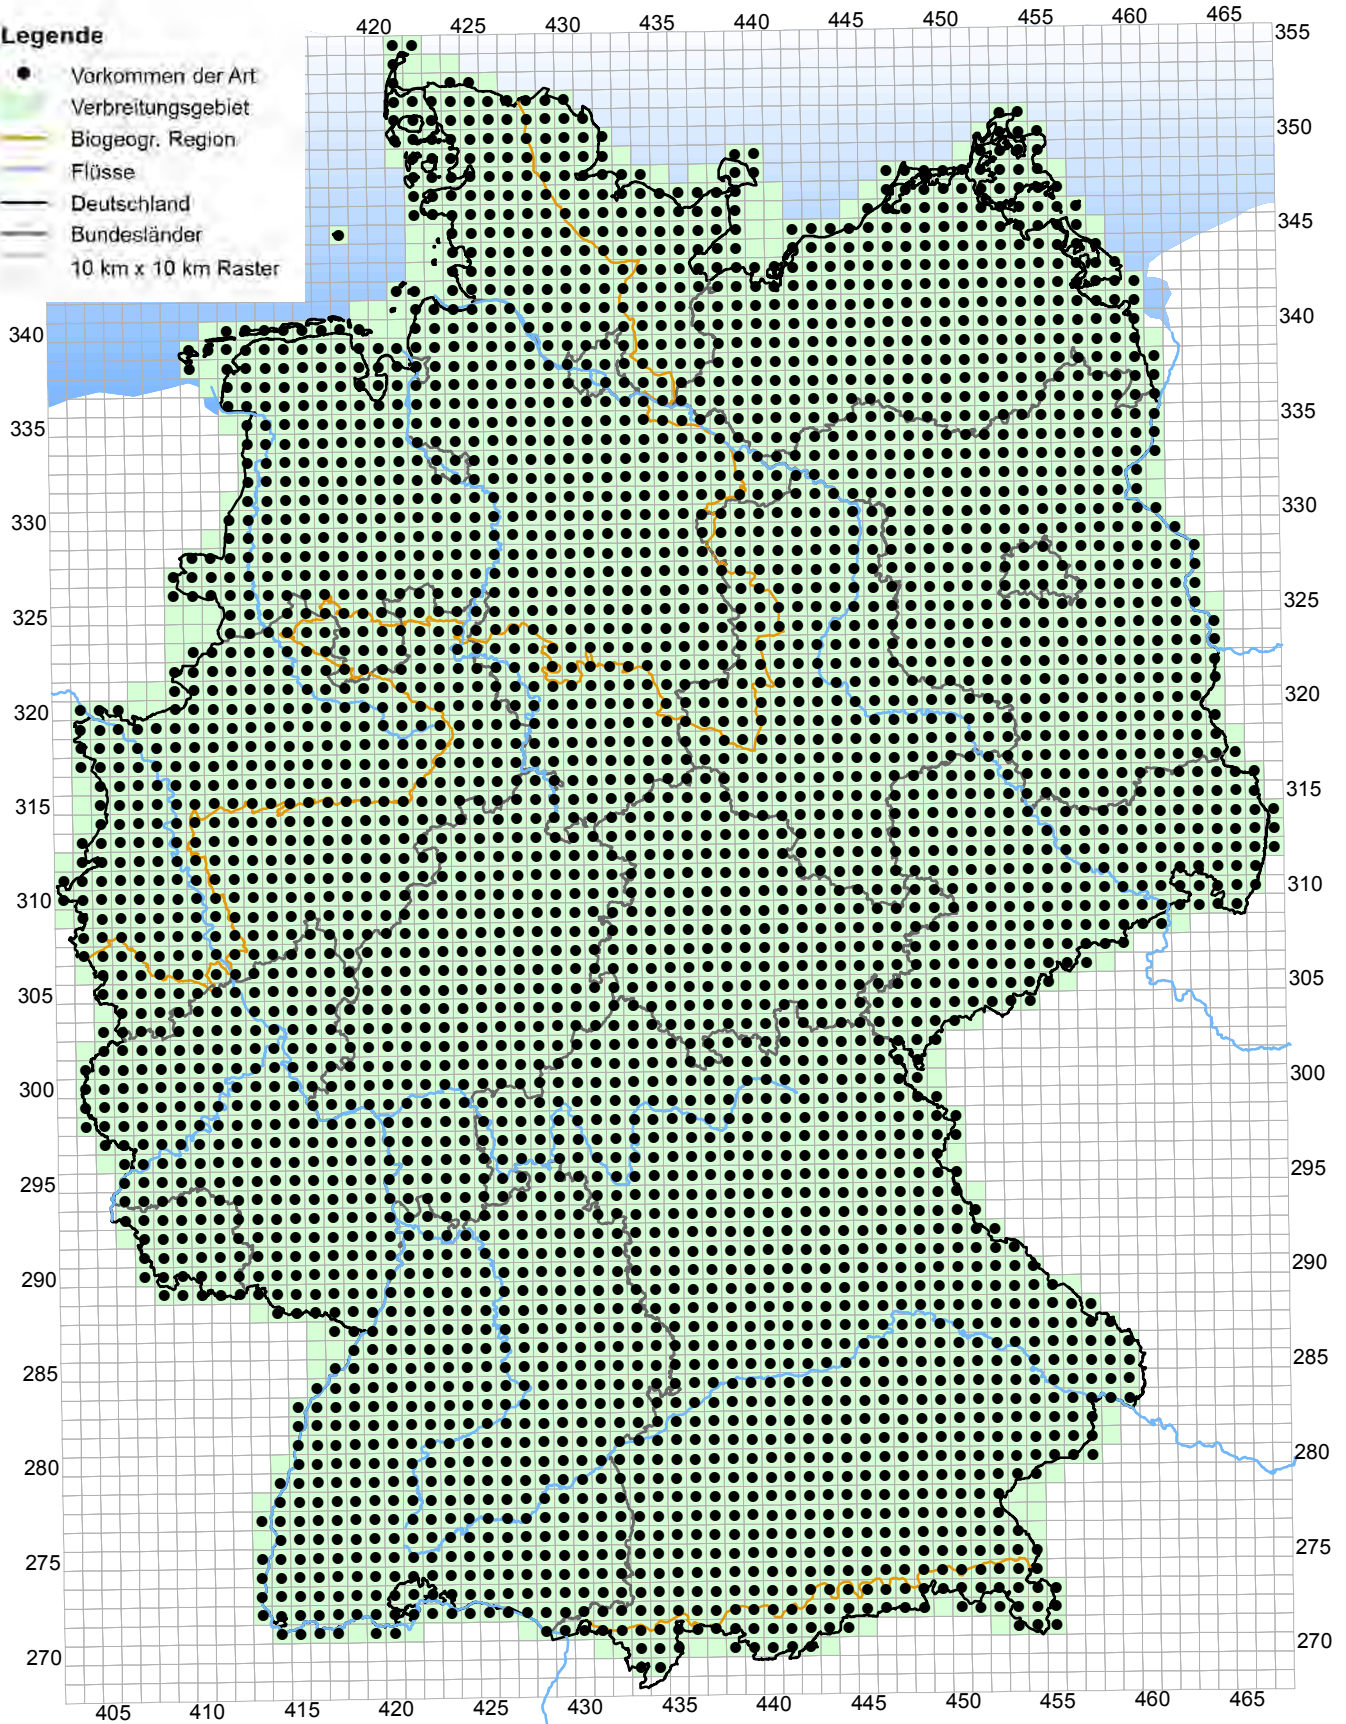 Legende
Vorkommen der Art
Verbreitungsgebiet
Biogeogr. Region
Flüsse
Deutschland
Bundesländer
10 km x 10 km Raster
420 425 430 435 440 445 450 455 460 465
355
350
345
340 340
335 335
330 330
325 325
320 320
315 315
310 310
305 305
300 300
295 295
290 290
285 285
280 280
275 275
270 270
405 410 415 420 425 430 435 440 445 450 455 460 465